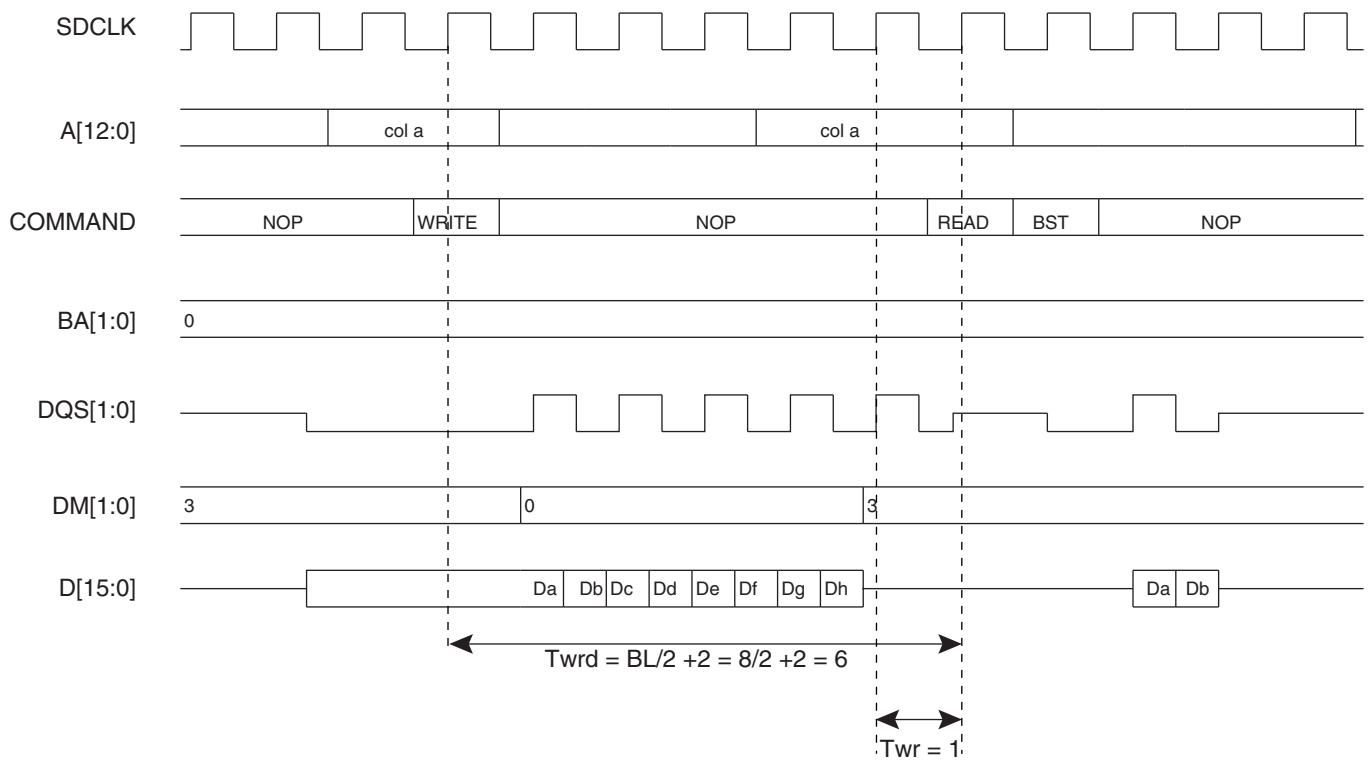 SDCLK
A[12:0] col a col a
COMMAND NOP WRITE NOP READ BST NOP
BA[1:0] 0
DQS[1:0]
DM[1:0] 3 0 3
D[15:0] Da Db Dc Dd De Df Dg Dh Da Db
Twrd = BL/2 +2 = 8/2 +2 = 6
Twr = 1